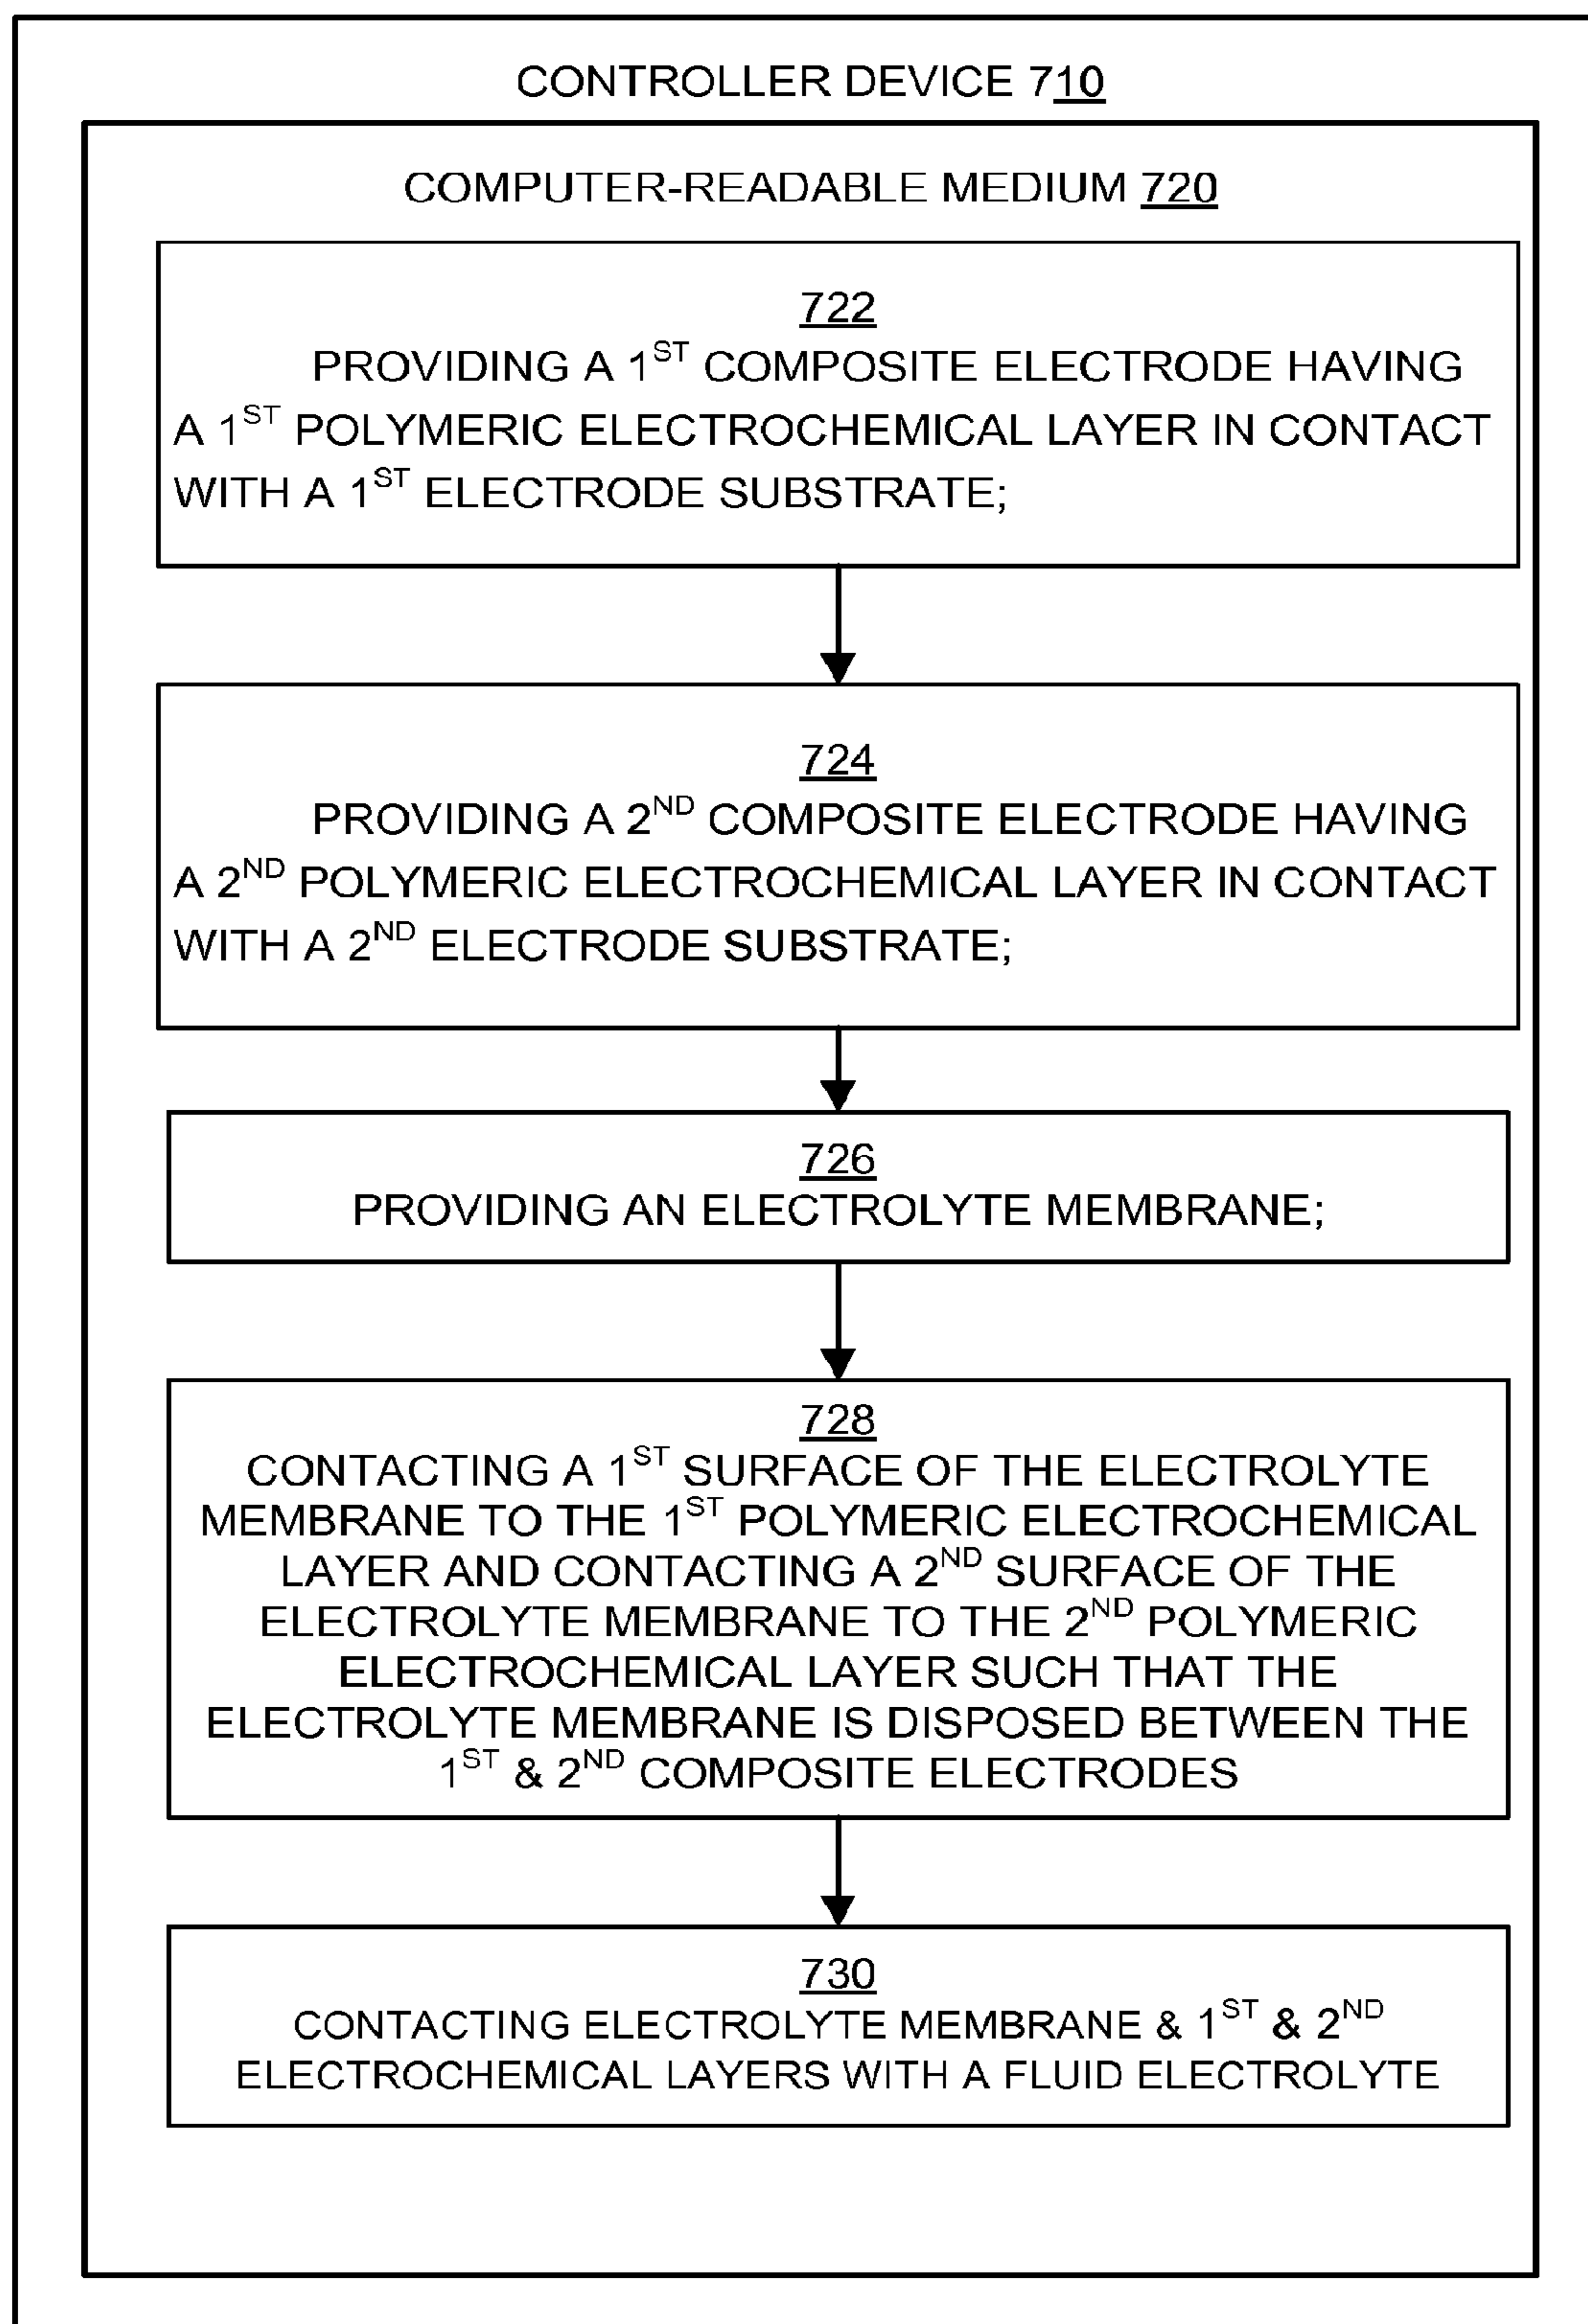 CONTROLLER DEVICE 710
COMPUTER-READABLE MEDIUM 720
722
PROVIDING A 1ST COMPOSITE ELECTRODE HAVING
A 1ST POLYMERIC ELECTROCHEMICAL LAYER IN CONTACT
WITH A 1ST ELECTRODE SUBSTRATE;
724
PROVIDING A 2ND COMPOSITE ELECTRODE HAVING
A 2ND POLYMERIC ELECTROCHEMICAL LAYER IN CONTACT
WITH A 2ND ELECTRODE SUBSTRATE;
726
PROVIDING AN ELECTROLYTE MEMBRANE;
728
CONTACTING A 1ST SURFACE OF THE ELECTROLYTE
MEMBRANE TO THE 1ST POLYMERIC ELECTROCHEMICAL
LAYER AND CONTACTING A 2ND SURFACE OF THE
ELECTROLYTE MEMBRANE TO THE 2ND POLYMERIC
ELECTROCHEMICAL LAYER SUCH THAT THE
ELECTROLYTE MEMBRANE IS DISPOSED BETWEEN THE
1ST & 2ND COMPOSITE ELECTRODES
730
CONTACTING ELECTROLYTE MEMBRANE & 1ST & 2ND
ELECTROCHEMICAL LAYERS WITH A FLUID ELECTROLYTE